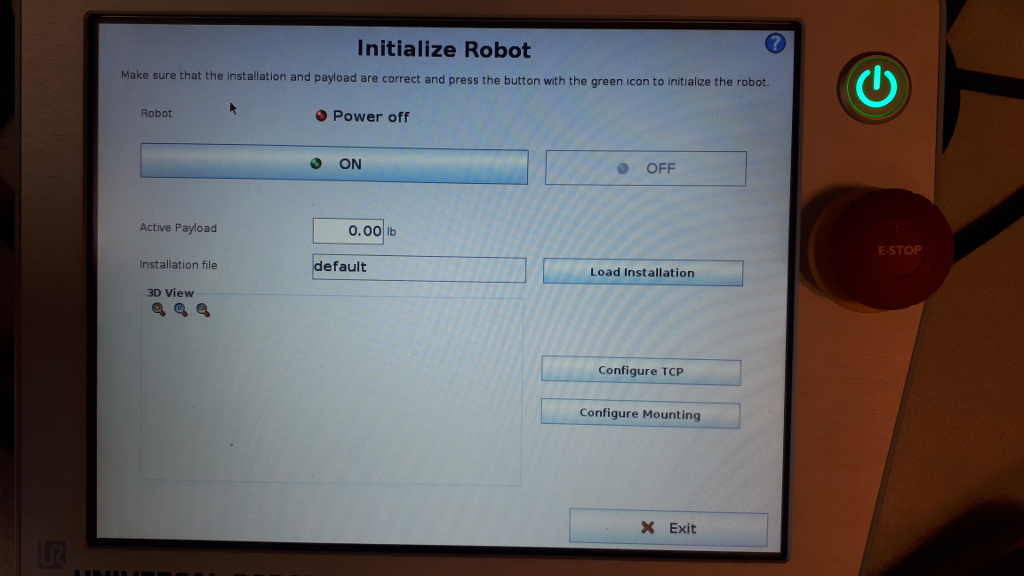 Initialize Robot
?
Make sure that the installation and payload are correct and press the button with the green icon to initialize the robot.
Robot
Power off
ON
OFF
E-STOP
Active Payload
0.00 lb
Installation file
default
Load Installation
3D View
Configure TCP
Configure Mounting
Exit
UR